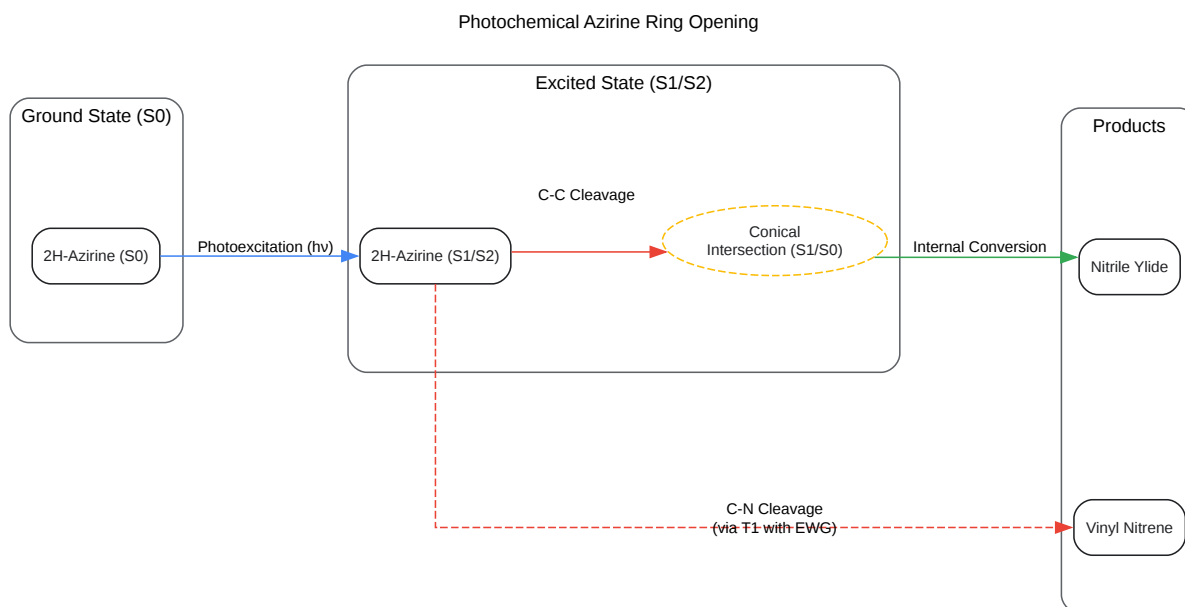 Photochemical Azirine Ring Opening
Ground State (S0)
Excited State (S1/S2)
Products
C-C Cleavage
2H-Azirine (S0)
Photoexcitation (hν)
2H-Azirine (S1/S2)
Conical
Intersection (S1/S0)
Internal Conversion
Nitrile Ylide
C-N Cleavage
(via T1 with EWG)
Vinyl Nitrene